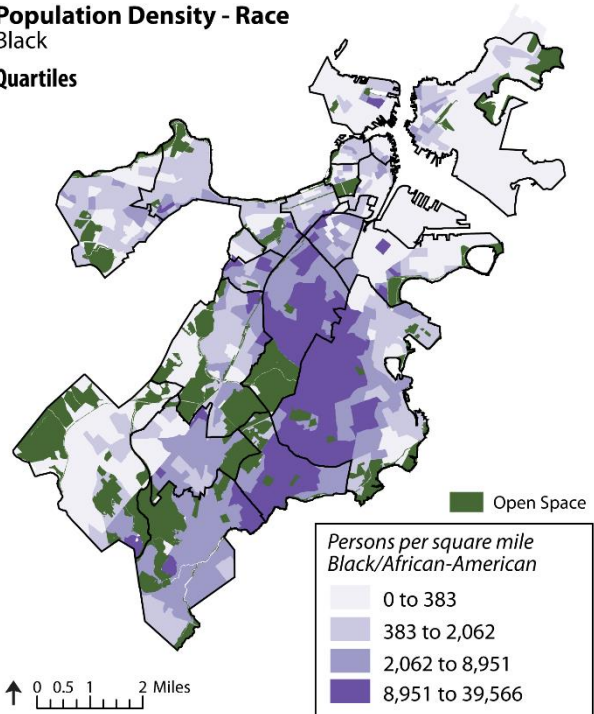 Population Density - Race
Black
Quartiles
Open Space
Persons per square mile
Black/African-American
0 to 383
383 to 2,062
2,062 to 8,951
8,951 to 39,566
0 0.5 1 2 Miles